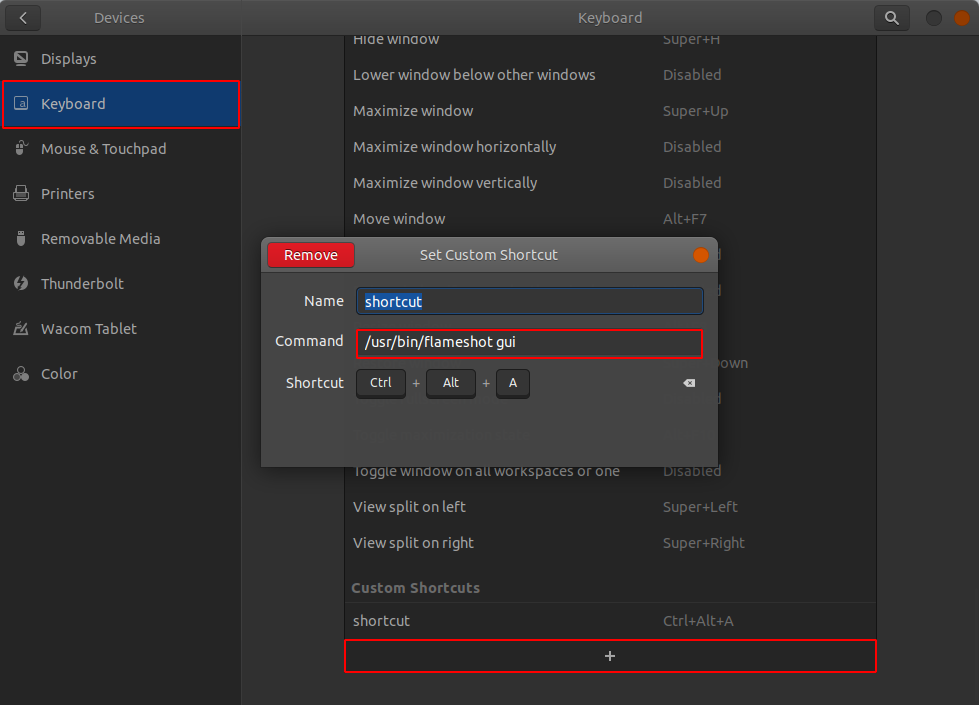 Devices
Keyboard
Displays
Keyboard
Mouse & Touchpad
Printers
Removable Media
Thunderbolt
Wacom Tablet
Color
Hide window Super+H
Lower window below other windows Disabled
Maximize window Super+Up
Maximize window horizontally Disabled
Maximize window vertically Disabled
Move window Alt+F7
Remove
Set Custom Shortcut
Name shortcut
Command /usr/bin/flameshot gui
Shortcut Ctrl + Alt + A
Toggle window on all workspaces or one Disabled
View split on left Super+Left
View split on right Super+Right
Custom Shortcuts
shortcut Ctrl+Alt+A
+